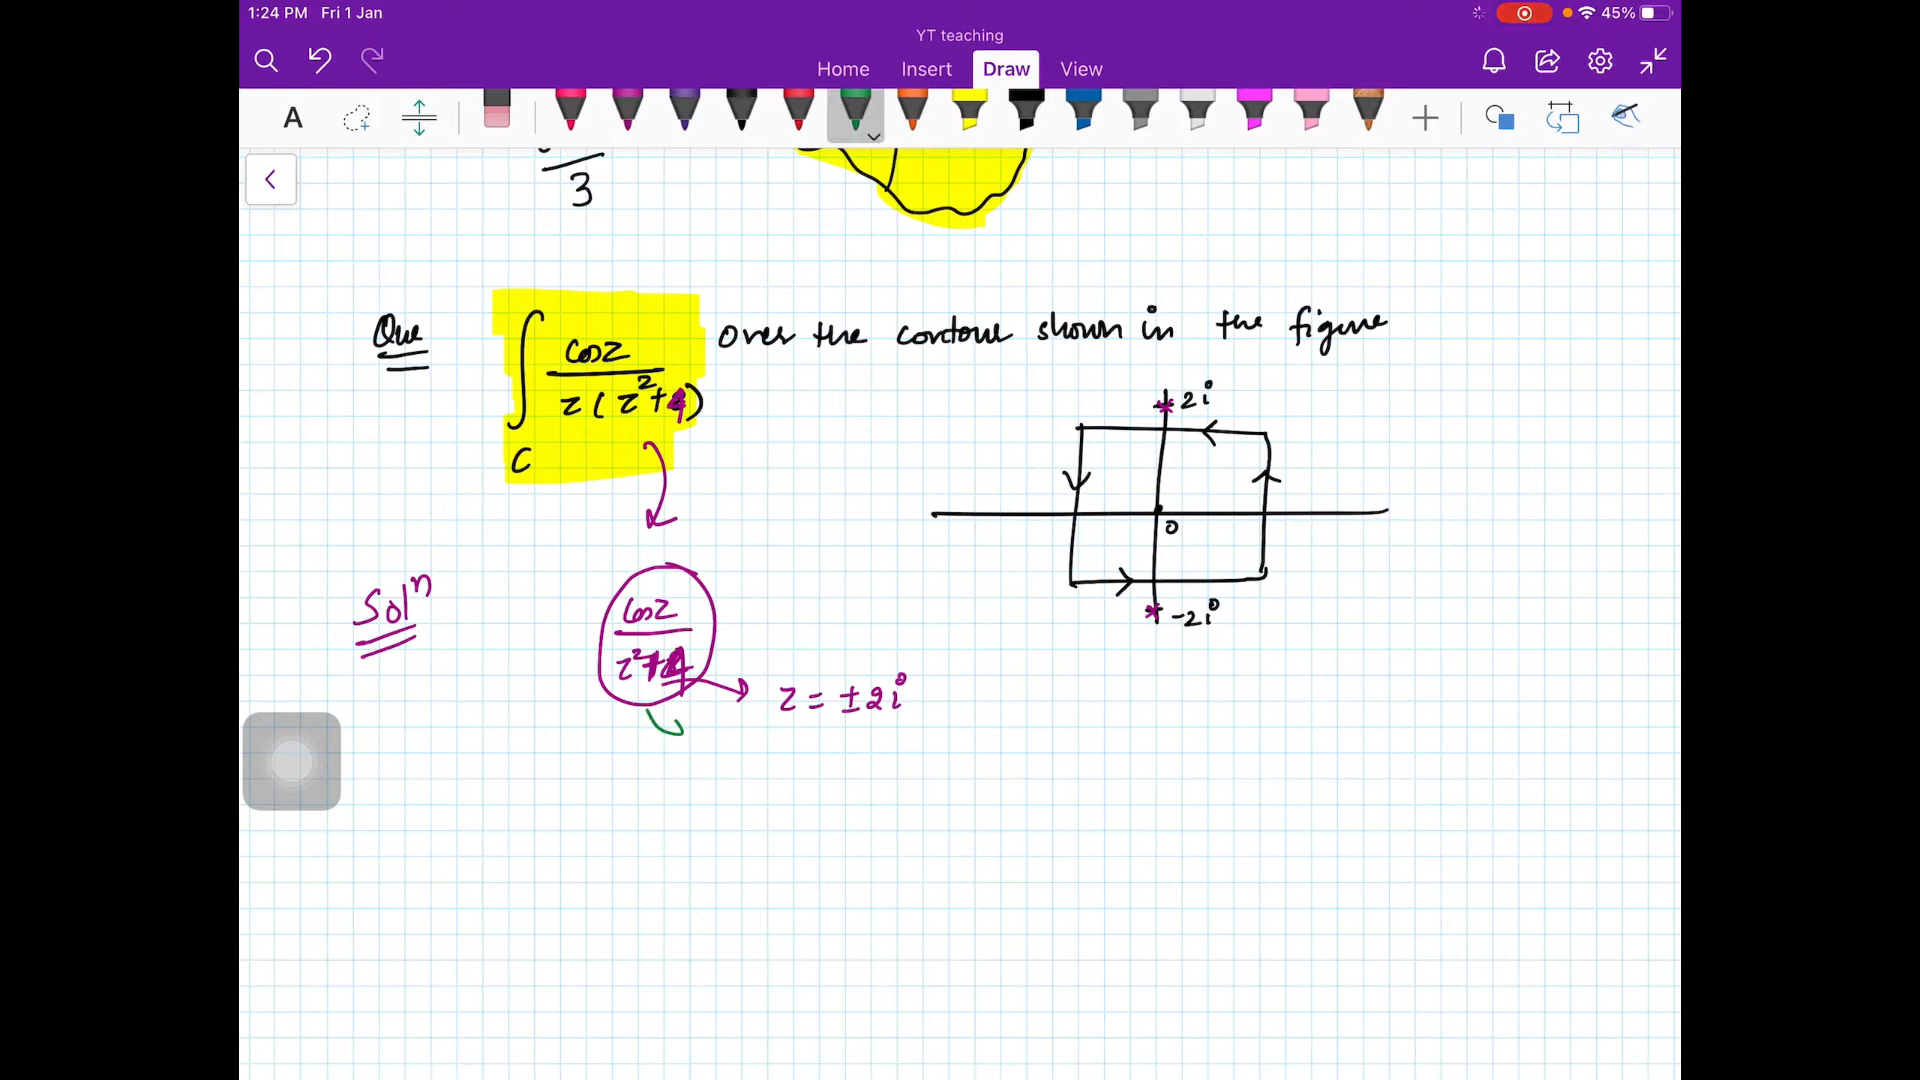 1:24 PM Fri 1 Jan 45%
YT teaching
Home Insert Draw View
A
3
Que ∫ cosz / z(z²+4) over the contour shown in the figure
C
2i
0
-2i
Solⁿ
cosz / z²+4
z = ±2i